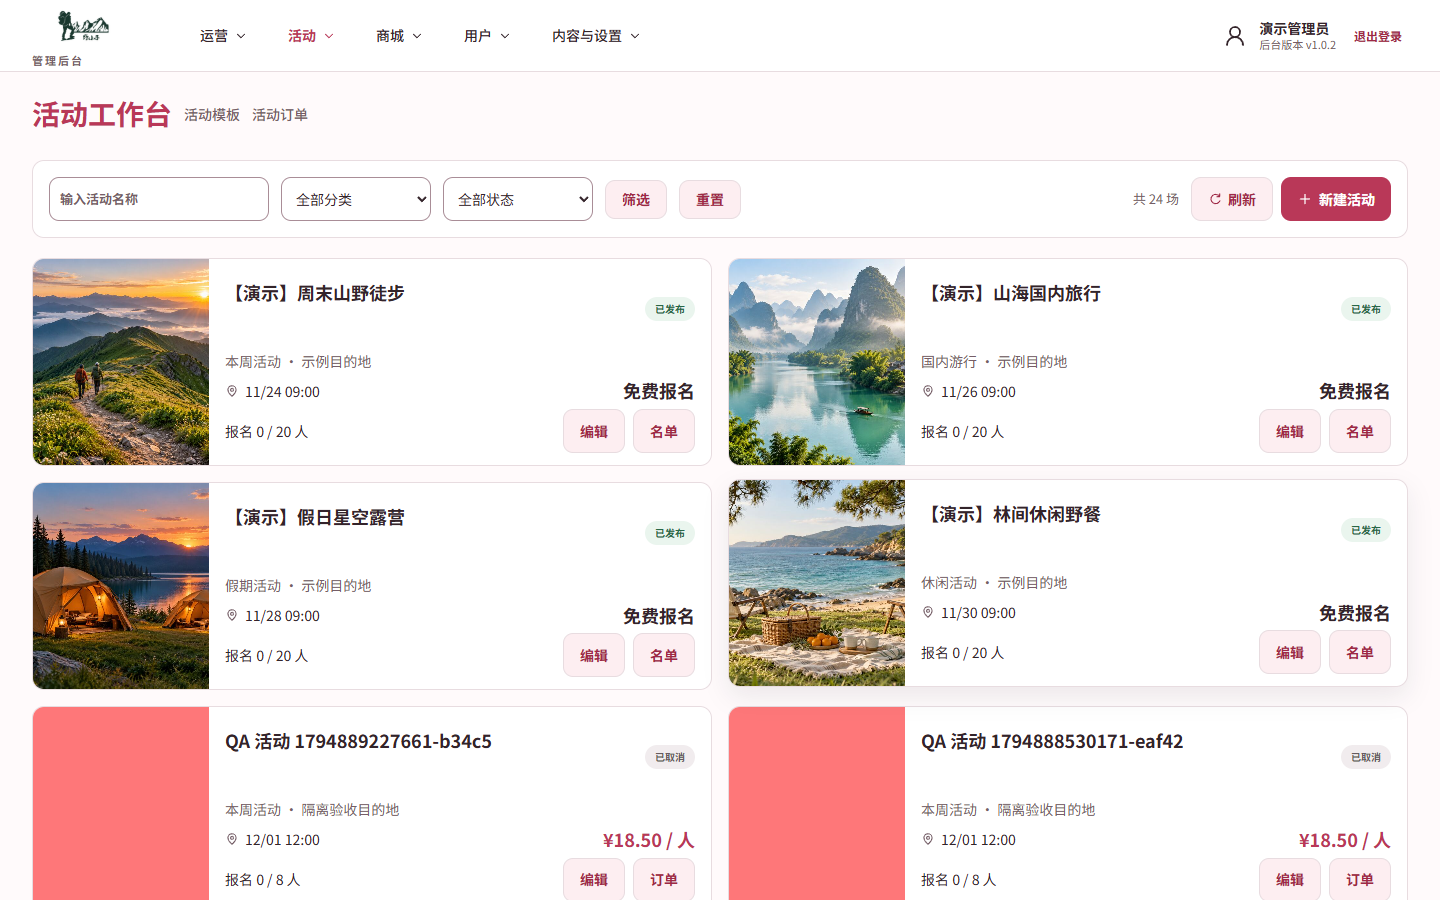 管理后台
运营
活动
商城
用户
内容与设置
演示管理员
后台版本 v1.0.2
退出登录
活动工作台 活动模板 活动订单
输入活动名称
全部分类
全部状态
筛选
重置
共 24 场
刷新
新建活动
【演示】周末山野徒步
已发布
本周活动 · 示例目的地
11/24 09:00
免费报名
报名 0 / 20 人
编辑
名单
【演示】山海国内旅行
已发布
国内游行 · 示例目的地
11/26 09:00
免费报名
报名 0 / 20 人
编辑
名单
【演示】假日星空露营
已发布
假期活动 · 示例目的地
11/28 09:00
免费报名
报名 0 / 20 人
编辑
名单
【演示】林间休闲野餐
已发布
休闲活动 · 示例目的地
11/30 09:00
免费报名
报名 0 / 20 人
编辑
名单
QA 活动 1794889227661-b34c5
已取消
本周活动 · 隔离验收目的地
12/01 12:00
¥18.50 / 人
报名 0 / 8 人
编辑
订单
QA 活动 1794888530171-eaf42
已取消
本周活动 · 隔离验收目的地
12/01 12:00
¥18.50 / 人
报名 0 / 8 人
编辑
订单